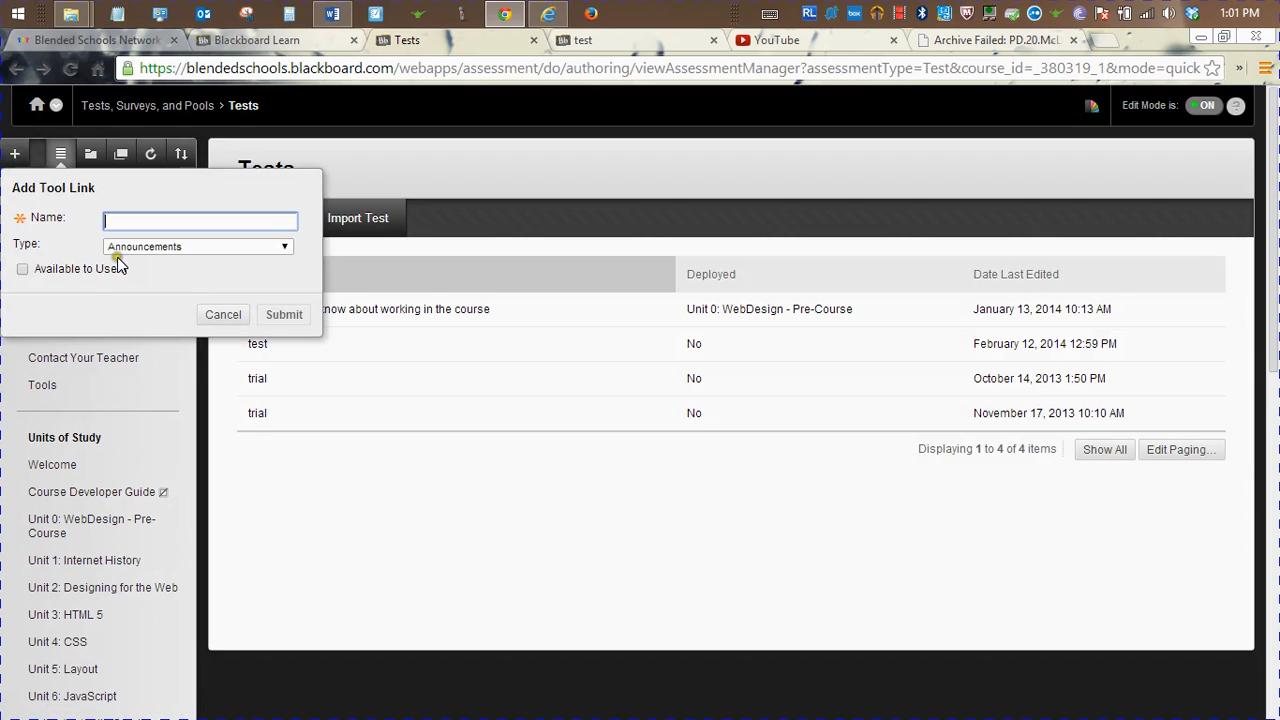 1:01 PM
Blended Schools Network
Blackboard Learn
Tests
test
YouTube
Archive Failed: PD.20.McL
https://blendedschools.blackboard.com/webapps/assessment/do/authoring/viewAssessmentManager?assessmentType=Test&course_id=_380319_1&mode=quick
Tests, Surveys, and Pools > Tests
Edit Mode is: ON ?
Tests
Add Tool Link
Name:
Import Test
Type: Announcements
Available to Use
Deployed Date Last Edited
Cancel Submit
know about working in the course Unit 0: WebDesign - Pre-Course January 13, 2014 10:13 AM
test No February 12, 2014 12:59 PM
Contact Your Teacher
trial No October 14, 2013 1:50 PM
Tools
trial No November 17, 2013 10:10 AM
Displaying 1 to 4 of 4 items Show All Edit Paging...
Units of Study
Welcome
Course Developer Guide
Unit 0: WebDesign - Pre-
Course
Unit 1: Internet History
Unit 2: Designing for the Web
Unit 3: HTML 5
Unit 4: CSS
Unit 5: Layout
Unit 6: JavaScript